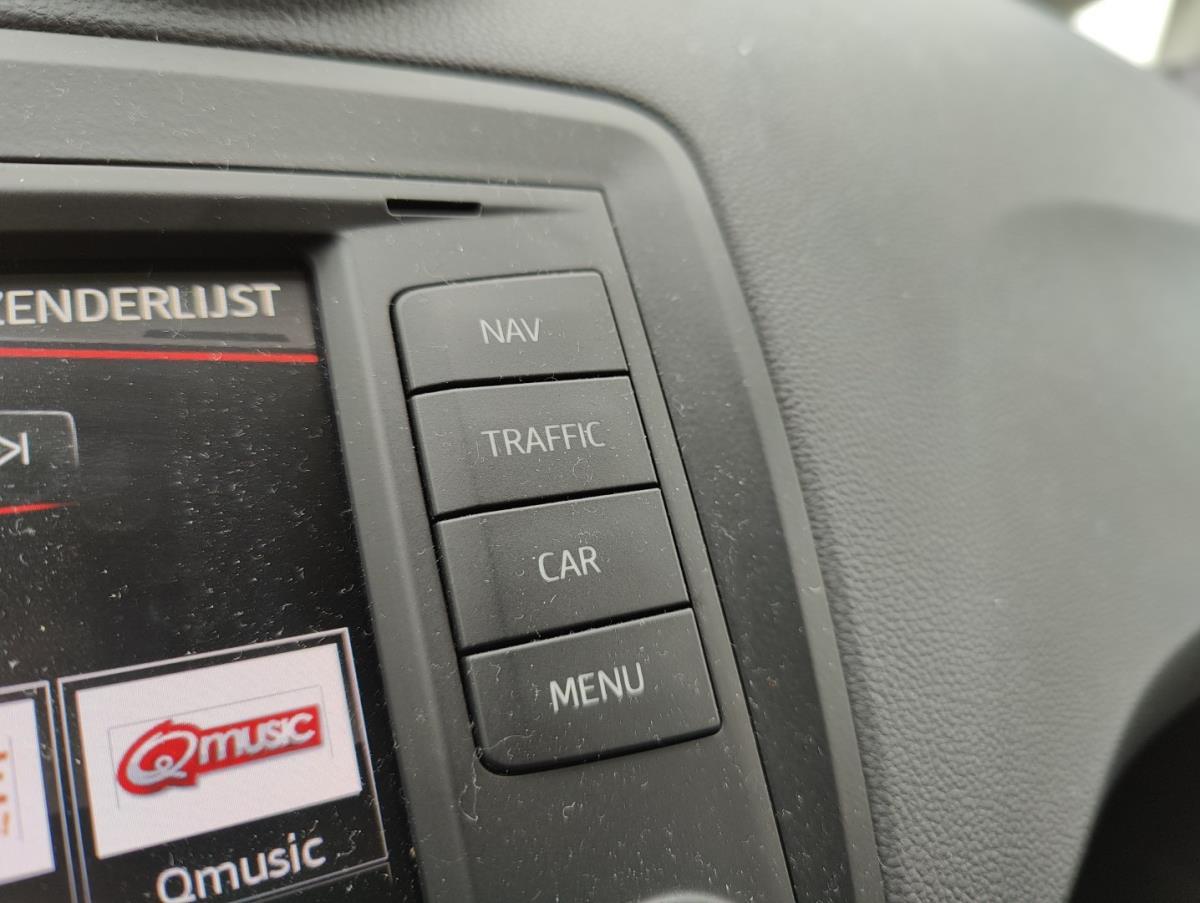 ZENDERLIJST
NAV
TRAFFIC
CAR
MENU
Qmusic
Qmusic